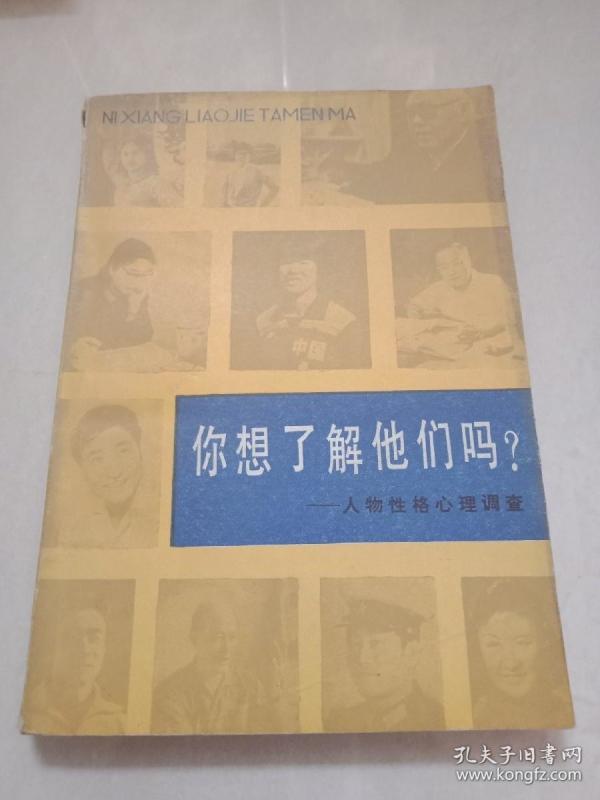 NI XIANG LIAOJIE TAMEN MA
中国
你想了解他们吗？
——人物性格心理调查
孔夫子旧书网
www.kongfz.com